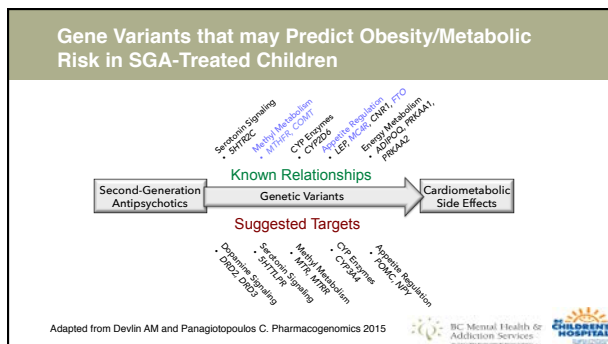 Gene Variants that may Predict Obesity/Metabolic
Risk in SGA-Treated Children
Serotonin Signaling
• 5HTR2C
Methyl Metabolism
• MTHFR, COMT
CYP Enzymes
• CYP2D6
Appetite Regulation
• LEP, MC4R, CNR1, FTO
Energy Metabolism
• ADIPOQ, PRKAA1,
PRKAA2
Known Relationships
Second-Generation
Antipsychotics
Genetic Variants
Cardiometabolic
Side Effects
Suggested Targets
Dopamine Signaling
• DRD2, DRD3
Serotonin Signaling
• 5HTTLPR
Methyl Metabolism
• MTR, MTRR
CYP Enzymes
• CYP3A4
Appetite Regulation
• POMC, NPY
Adapted from Devlin AM and Panagiotopoulos C. Pharmacogenomics 2015
BC Mental Health &
Addiction Services
BC
CHILDREN'S
HOSPITAL